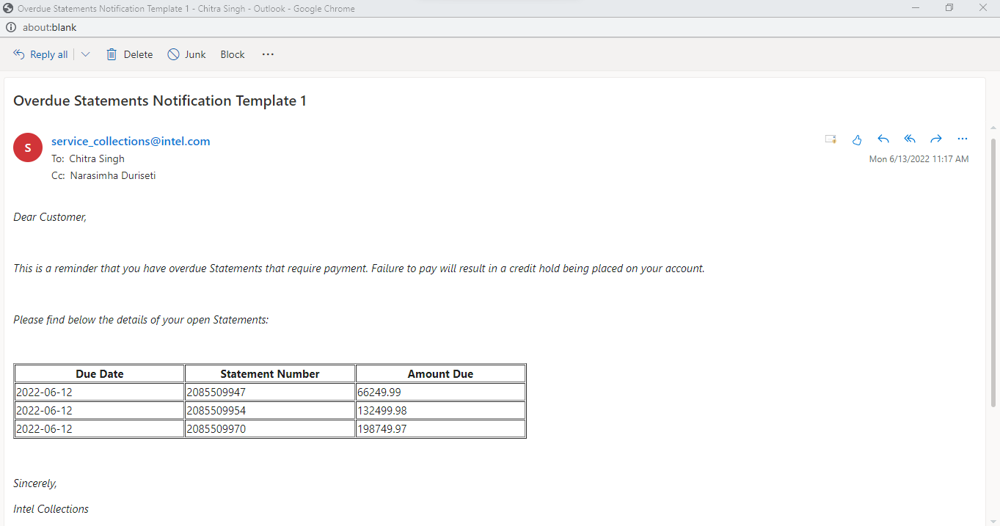 Overdue Statements Notification Template 1 - Chitra Singh - Outlook - Google Chrome
about:blank
Reply all Delete Junk Block
Overdue Statements Notification Template 1
S
service_collections@intel.com
To: Chitra Singh
Mon 6/13/2022 11:17 AM
Cc: Narasimha Duriseti
Dear Customer,
This is a reminder that you have overdue Statements that require payment. Failure to pay will result in a credit hold being placed on your account.
Please find below the details of your open Statements:
Due Date Statement Number Amount Due
2022-06-12 2085509947 66249.99
2022-06-12 2085509954 132499.98
2022-06-12 2085509970 198749.97
Sincerely,
Intel Collections